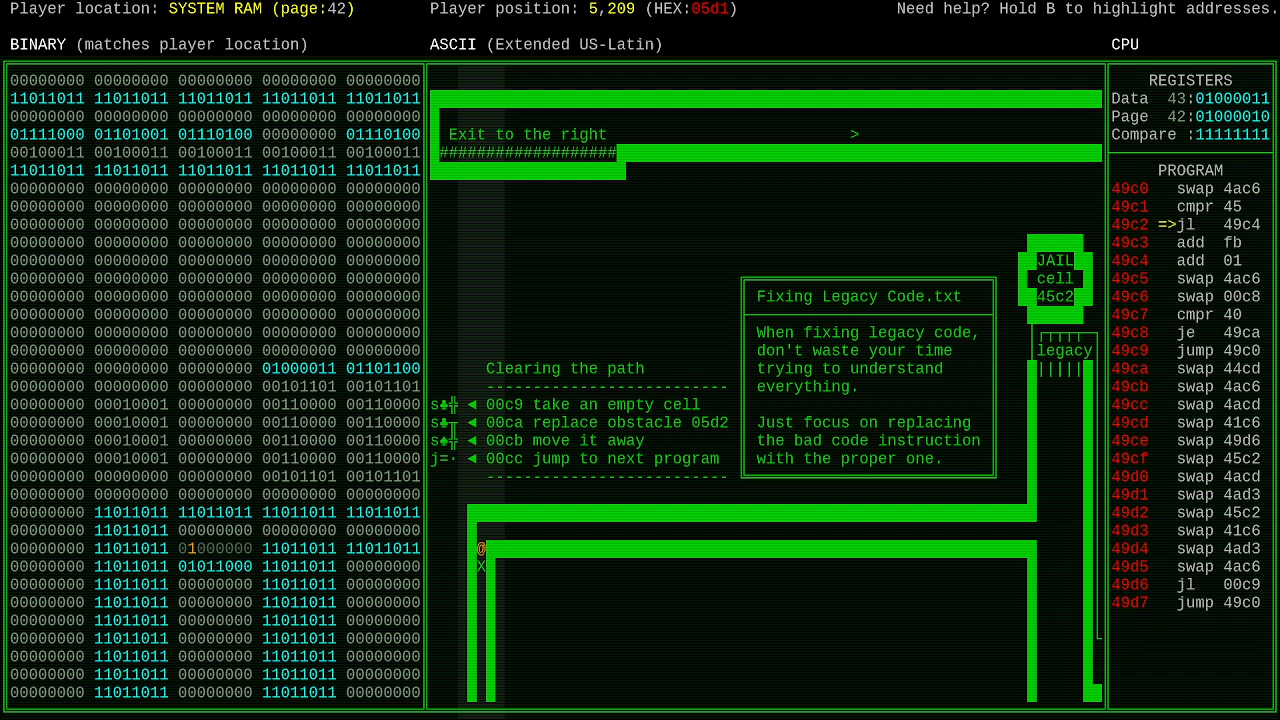 Player location: SYSTEM RAM (page:42)
Player position: 5,209 (HEX:05d1)
Need help? Hold B to highlight addresses.
BINARY (matches player location)
ASCII (Extended US-Latin)
CPU
00000000 00000000 00000000 00000000 00000000
11011011 11011011 11011011 11011011 11011011
00000000 00000000 00000000 00000000 00000000
01111000 01101001 01110100 00000000 01110100
00100011 00100011 00100011 00100011 00100011
11011011 11011011 11011011 11011011 11011011
00000000 00000000 00000000 00000000 00000000
00000000 00000000 00000000 00000000 00000000
00000000 00000000 00000000 00000000 00000000
00000000 00000000 00000000 00000000 00000000
00000000 00000000 00000000 00000000 00000000
00000000 00000000 00000000 00000000 00000000
00000000 00000000 00000000 00000000 00000000
00000000 00000000 00000000 00000000 00000000
00000000 00000000 00000000 00000000 00000000
00000000 00000000 00000000 00000000 00000000
00000000 00000000 00000000 01000011 01101100
00000000 00000000 00000000 00101101 00101101
00000000 00010001 00000000 00110000 00110000
00000000 00010001 00000000 00110000 00110000
00000000 00010001 00000000 00110000 00110000
00000000 00010001 00000000 00110000 00110000
00000000 00000000 00000000 00101101 00101101
00000000 00000000 00000000 00000000 00000000
00000000 11011011 11011011 11011011 11011011
00000000 11011011 00000000 00000000 00000000
00000000 11011011 01000000 11011011 11011011
00000000 11011011 01011000 11011011 00000000
00000000 11011011 00000000 11011011 00000000
00000000 11011011 00000000 11011011 00000000
00000000 11011011 00000000 11011011 00000000
00000000 11011011 00000000 11011011 00000000
00000000 11011011 00000000 11011011 00000000
00000000 11011011 00000000 11011011 00000000
00000000 11011011 00000000 11011011 00000000
Exit to the right >
###################
JAIL
cell
45c2
legacy
Clearing the path
--------------------------
s♣╬ ◄ 00c9 take an empty cell
s♣╥ ◄ 00ca replace obstacle 05d2
s♠╬ ◄ 00cb move it away
j=· ◄ 00cc jump to next program
--------------------------
@
X
Fixing Legacy Code.txt
When fixing legacy code,
don't waste your time
trying to understand
everything.
Just focus on replacing
the bad code instruction
with the proper one.
REGISTERS
Data 43:01000011
Page 42:01000010
Compare :11111111
PROGRAM
49c0 swap 4ac6
49c1 cmpr 45
49c2 =>jl 49c4
49c3 add fb
49c4 add 01
49c5 swap 4ac6
49c6 swap 00c8
49c7 cmpr 40
49c8 je 49ca
49c9 jump 49c0
49ca swap 44cd
49cb swap 4ac6
49cc swap 4acd
49cd swap 41c6
49ce swap 49d6
49cf swap 45c2
49d0 swap 4acd
49d1 swap 4ad3
49d2 swap 45c2
49d3 swap 41c6
49d4 swap 4ad3
49d5 swap 4ac6
49d6 jl 00c9
49d7 jump 49c0